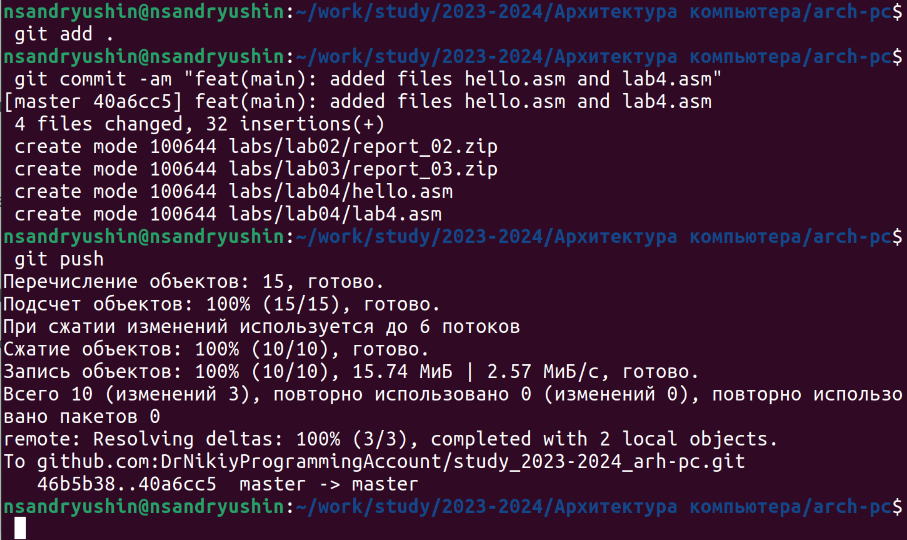 nsandryushin@nsandryushin:~/work/study/2023-2024/Архитектура компьютера/arch-pc$
git add .
nsandryushin@nsandryushin:~/work/study/2023-2024/Архитектура компьютера/arch-pc$
git commit -am "feat(main): added files hello.asm and lab4.asm"
[master 40a6cc5] feat(main): added files hello.asm and lab4.asm
4 files changed, 32 insertions(+)
create mode 100644 labs/lab02/report_02.zip
create mode 100644 labs/lab03/report_03.zip
create mode 100644 labs/lab04/hello.asm
create mode 100644 labs/lab04/lab4.asm
nsandryushin@nsandryushin:~/work/study/2023-2024/Архитектура компьютера/arch-pc$
git push
Перечисление объектов: 15, готово.
Подсчет объектов: 100% (15/15), готово.
При сжатии изменений используется до 6 потоков
Сжатие объектов: 100% (10/10), готово.
Запись объектов: 100% (10/10), 15.74 МиБ | 2.57 МиБ/с, готово.
Всего 10 (изменений 3), повторно использовано 0 (изменений 0), повторно использо
вано пакетов 0
remote: Resolving deltas: 100% (3/3), completed with 2 local objects.
To github.com:DrNikiyProgrammingAccount/study_2023-2024_arh-pc.git
46b5b38..40a6cc5  master -> master
nsandryushin@nsandryushin:~/work/study/2023-2024/Архитектура компьютера/arch-pc$